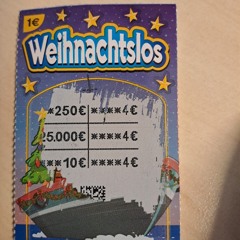 1€
Weihnachtslos
**250€ ****4€
25.000€ ****4€
**10€ ****4€